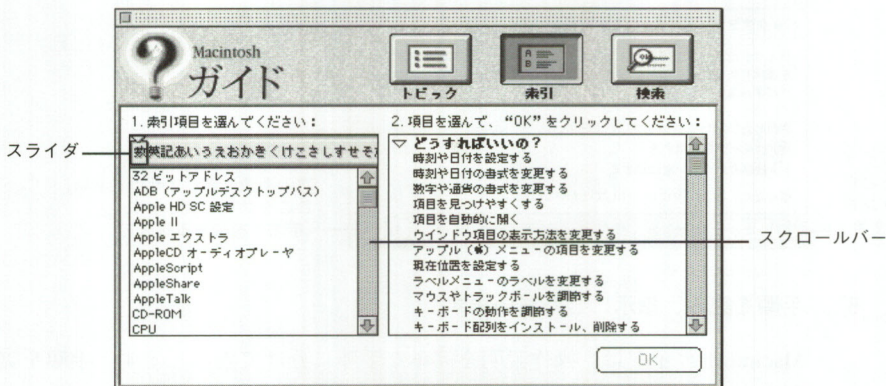 Macintosh
ガイド
トピック
索引
検索
1. 索引項目を選んでください：
2. 項目を選んで、“OK”をクリックしてください：
スライダ
数英記あいうえおかきくけこさしすせそ
32 ビットアドレス
ADB（アップルデスクトップバス）
Apple HD SC 設定
Apple II
Apple エクストラ
AppleCD オーディオプレーヤ
AppleScript
AppleShare
AppleTalk
CD-ROM
CPU
▽ どうすればいいの？
時刻や日付を設定する
時刻や日付の書式を変更する
数字や通貨の書式を変更する
項目を見つけやすくする
項目を自動的に開く
ウインドウ項目の表示方法を変更する
アップル（）メニューの項目を変更する
現在位置を設定する
ラベルメニューのラベルを変更する
マウスやトラックボールを調節する
キーボードの動作を調節する
キーボード配列をインストール、削除する
スクロールバー
OK